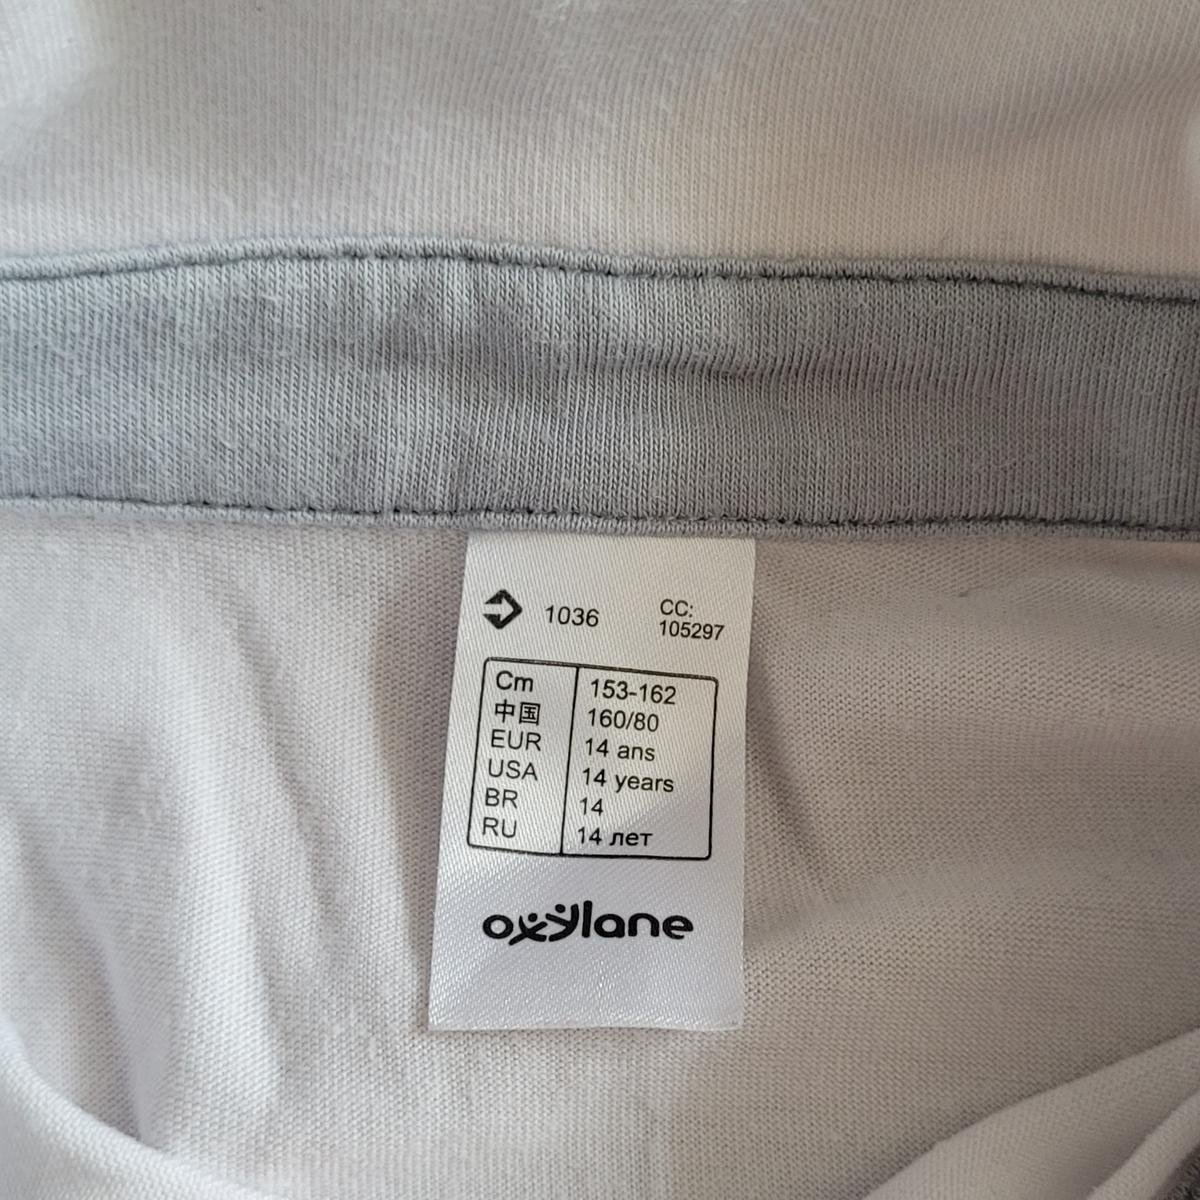 1036 CC:
105297
Cm 153-162
中国 160/80
EUR 14 ans
USA 14 years
BR 14
RU 14 лет
oxylane